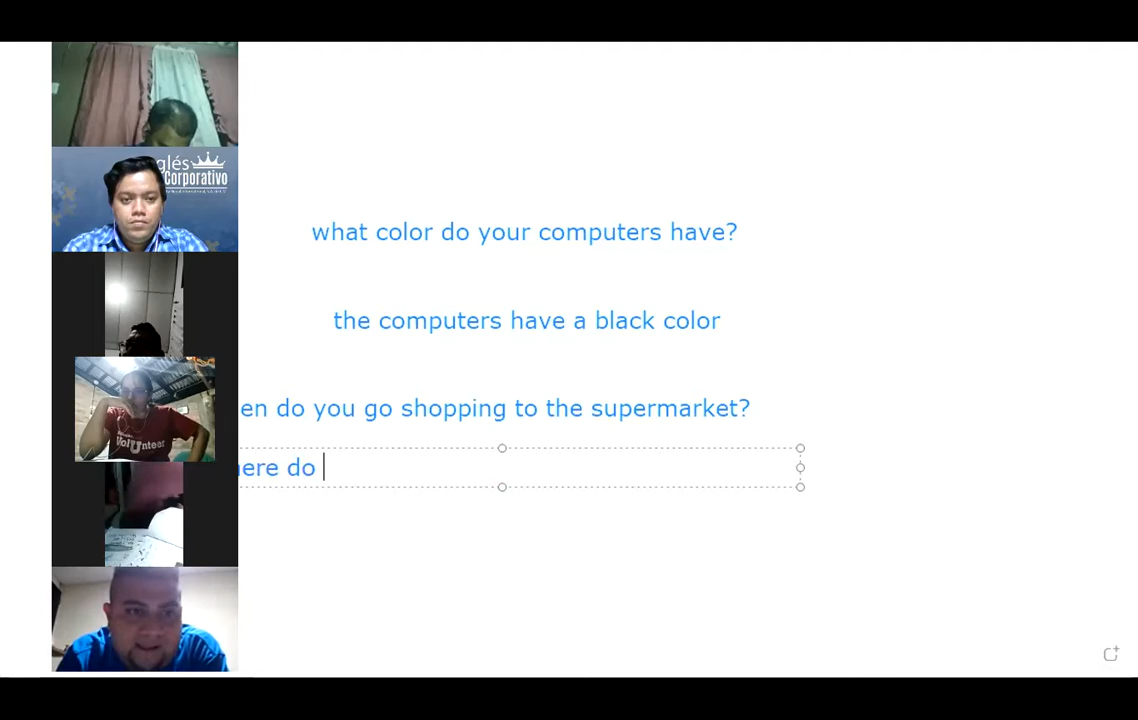 glés
Corporativo
what color do your computers have?
the computers have a black color
en do you go shopping to the supermarket?
VolUnteer
ere do